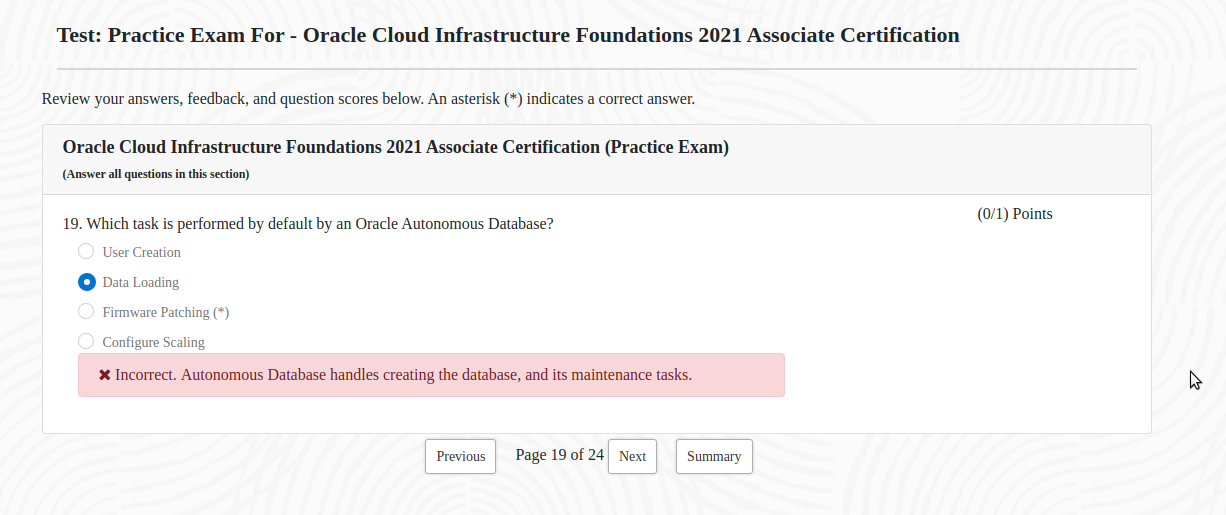 Test: Practice Exam For - Oracle Cloud Infrastructure Foundations 2021 Associate Certification
Review your answers, feedback, and question scores below. An asterisk (*) indicates a correct answer.
Oracle Cloud Infrastructure Foundations 2021 Associate Certification (Practice Exam)
(Answer all questions in this section)
19. Which task is performed by default by an Oracle Autonomous Database?
(0/1) Points
User Creation
Data Loading
Firmware Patching (*)
Configure Scaling
✖ Incorrect. Autonomous Database handles creating the database, and its maintenance tasks.
Previous Page 19 of 24 Next Summary